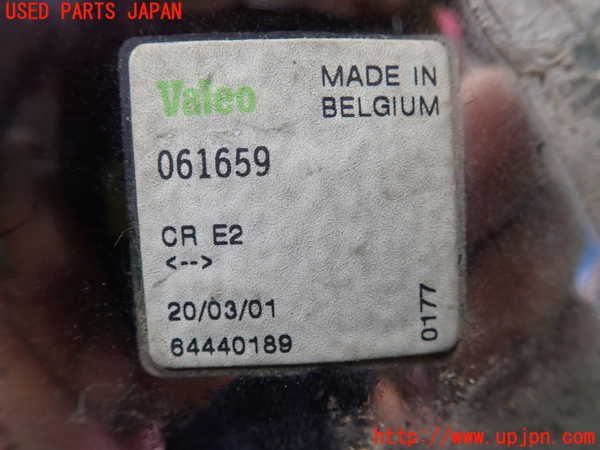 USED PARTS JAPAN
Valeo
MADE IN
BELGIUM
061659
CR E2
<-->
20/03/01
64440189
0177
http://www.upjpn.com/